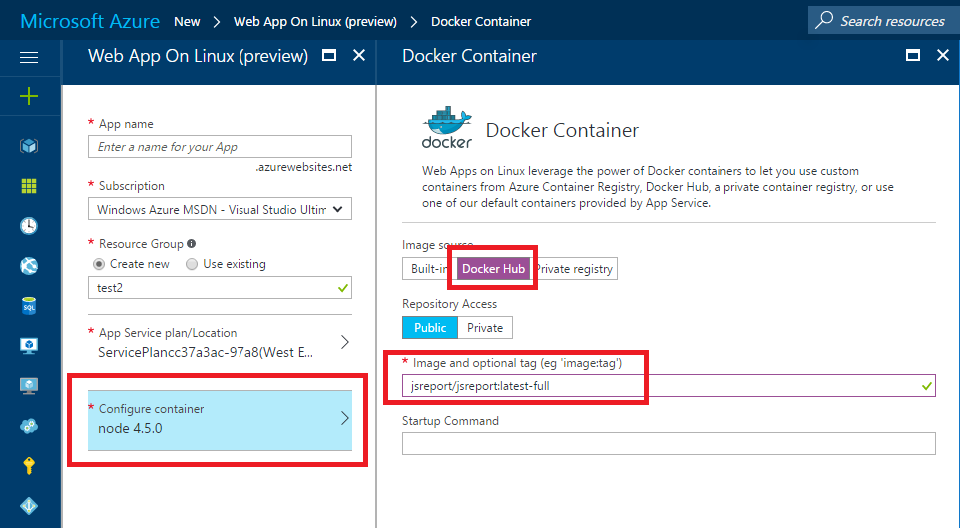 Microsoft Azure New > Web App On Linux (preview) > Docker Container Search resources
Web App On Linux (preview)
* App name
Enter a name for your App
.azurewebsites.net
* Subscription
Windows Azure MSDN - Visual Studio Ultim
* Resource Group
Create new Use existing
test2
* App Service plan/Location
ServicePlancc37a3ac-97a8(West E...
* Configure container
node 4.5.0
Docker Container
docker
Docker Container
Web Apps on Linux leverage the power of Docker containers to let you use custom
containers from Azure Container Registry, Docker Hub, a private container registry, or use
one of our default containers provided by App Service.
Image source
Built-in Docker Hub Private registry
Repository Access
Public Private
* Image and optional tag (eg 'image:tag')
jsreport/jsreport:latest-full
Startup Command
SQL